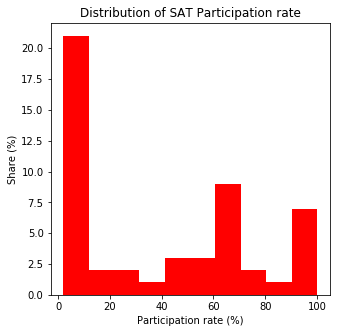 Distribution of SAT Participation rate
20.0
17.5
15.0
12.5
10.0
7.5
5.0
2.5
0.0
Share (%)
0 20 40 60 80 100
Participation rate (%)